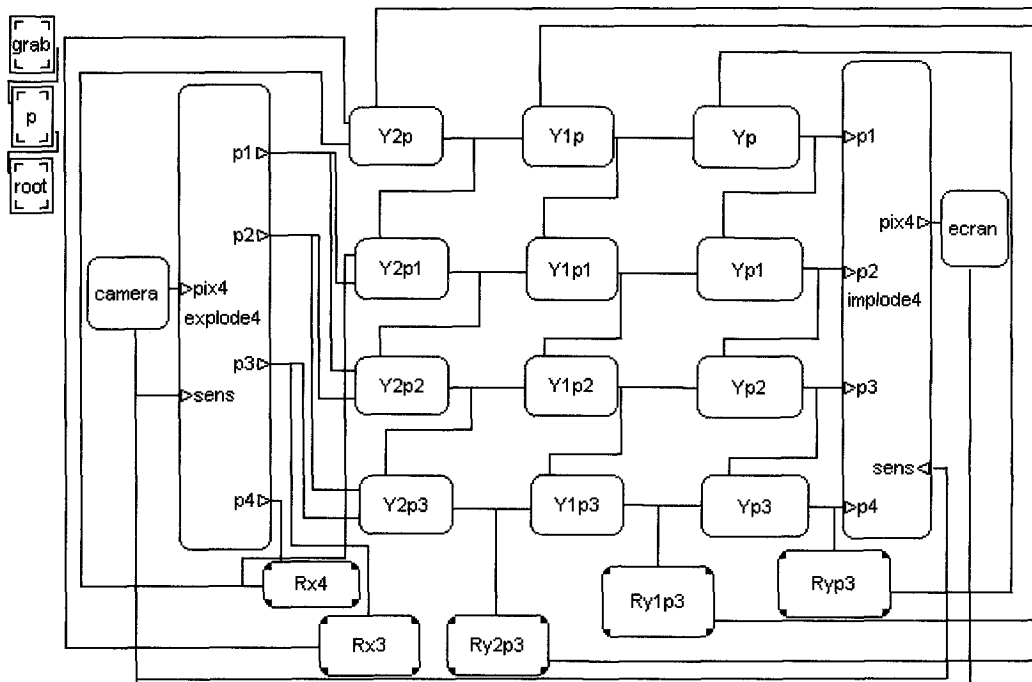 grab
p
root
camera
pix4
explode4
sens
p1
p2
p3
p4
Y2p
Y1p
Yp
Y2p1
Y1p1
Yp1
Y2p2
Y1p2
Yp2
Y2p3
Y1p3
Yp3
Rx4
Rx3
Ry2p3
Ry1p3
Ryp3
p1
p2
implode4
p3
p4
pix4
sens
ecran